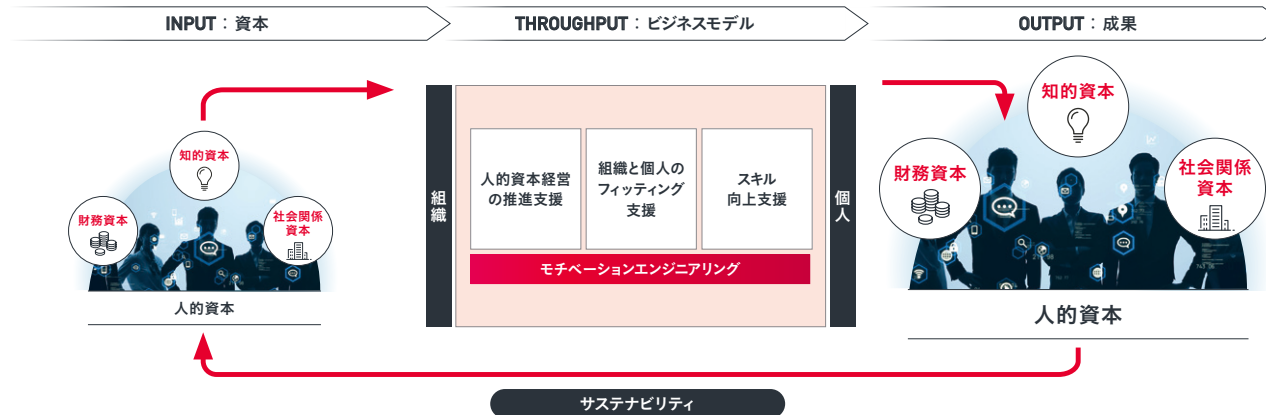 INPUT：資本
THROUGHPUT：ビジネスモデル
OUTPUT：成果
知的資本
財務資本
社会関係
資本
人的資本
組織
人的資本経営
の推進支援
組織と個人の
フィッティング
支援
スキル
向上支援
モチベーションエンジニアリング
個人
知的資本
財務資本
社会関係
資本
人的資本
サステナビリティ